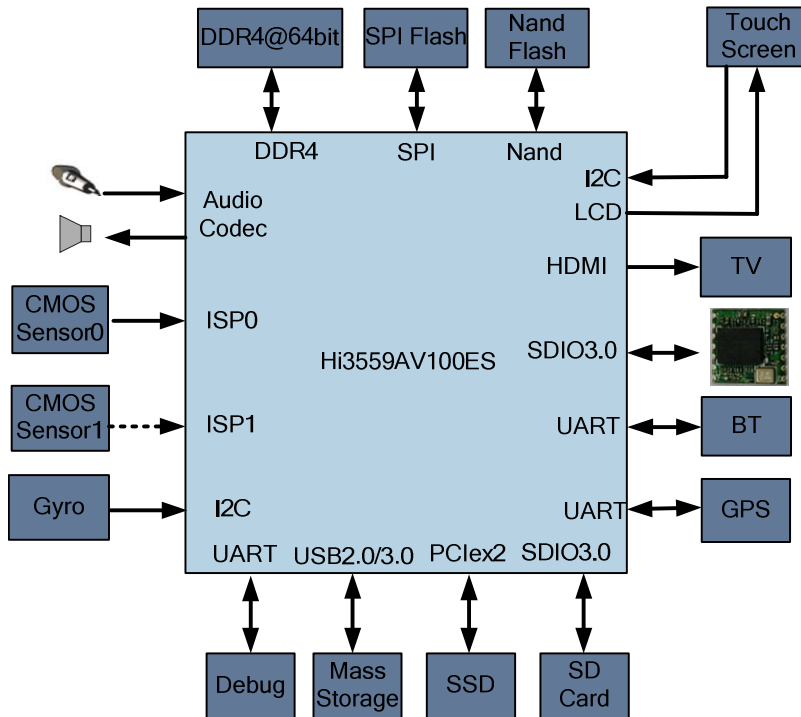 DDR4@64bit
SPI Flash
Nand
Flash
Touch
Screen
DDR4
SPI
Nand
I2C
LCD
Audio
Codec
HDMI
TV
CMOS
Sensor0
ISP0
Hi3559AV100ES
SDIO3.0
CMOS
Sensor1
ISP1
UART
BT
Gyro
I2C
UART
GPS
UART
USB2.0/3.0
PCIex2
SDIO3.0
Debug
Mass
Storage
SSD
SD
Card